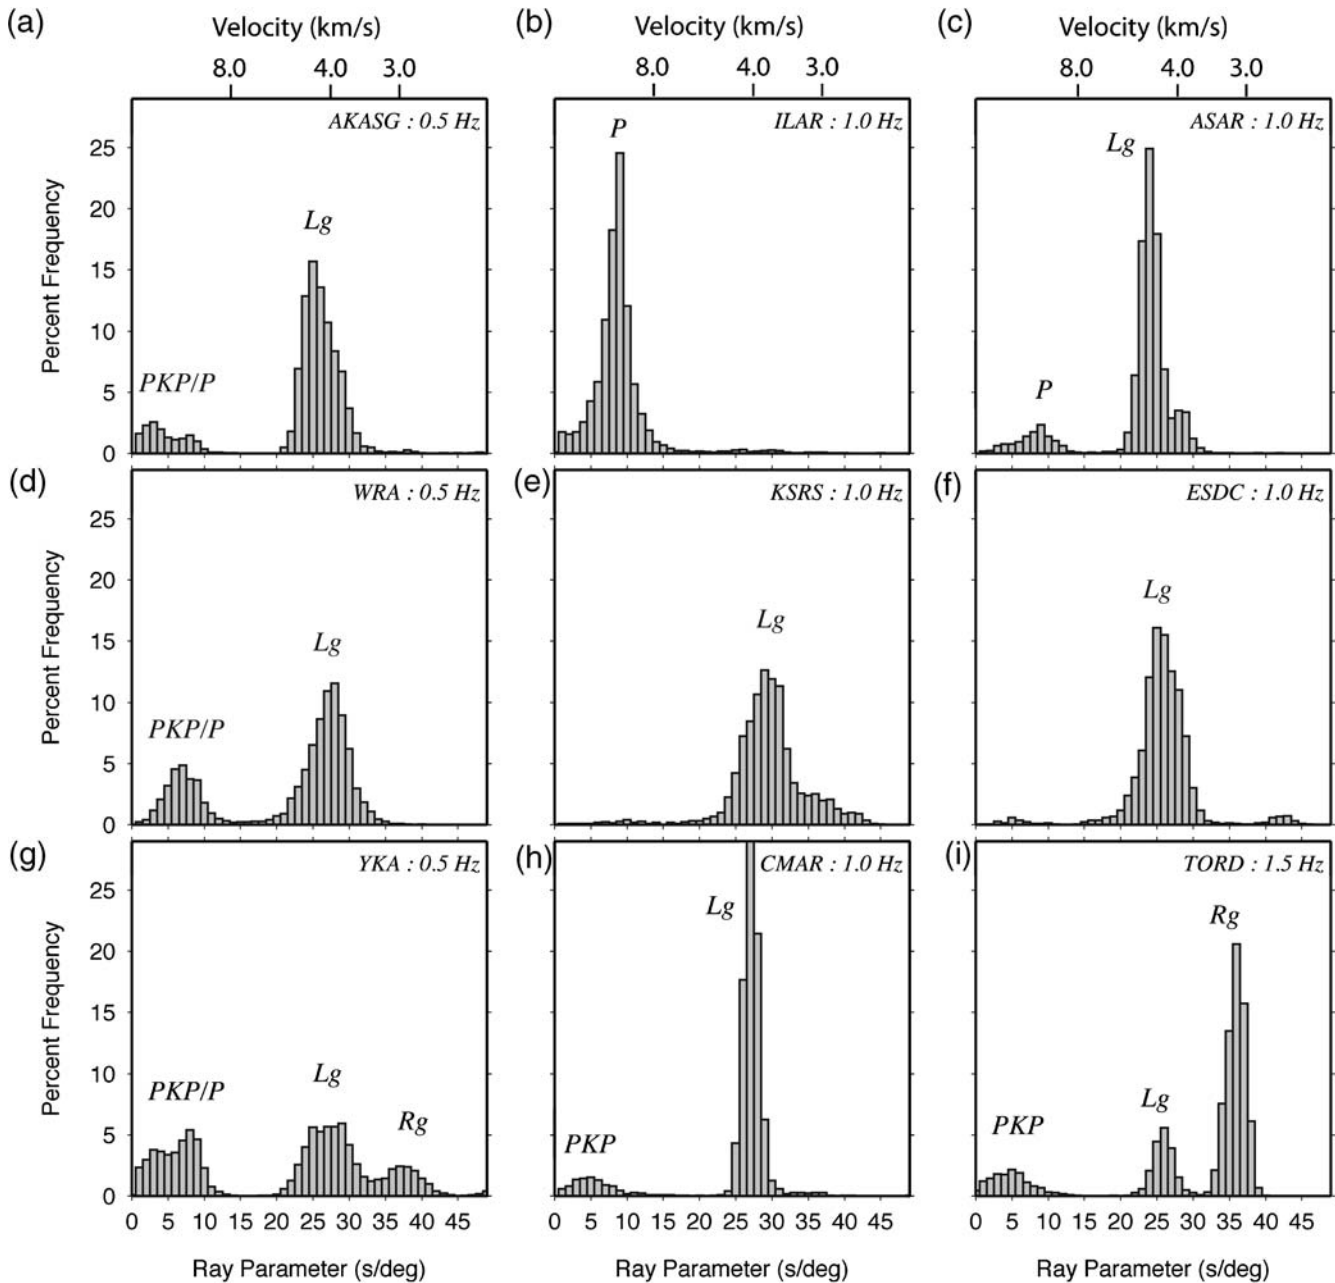 (a) Velocity (km/s) (b) Velocity (km/s) (c) Velocity (km/s)
8.0 4.0 3.0 8.0 4.0 3.0 8.0 4.0 3.0
AKASG : 0.5 Hz ILAR : 1.0 Hz ASAR : 1.0 Hz
Percent Frequency
25
20
15
10
5
0
PKP/P Lg
P
P Lg
(d) WRA : 0.5 Hz (e) KSRS : 1.0 Hz (f) ESDC : 1.0 Hz
Percent Frequency
25
20
15
10
5
0
PKP/P Lg
Lg
Lg
(g) YKA : 0.5 Hz (h) CMAR : 1.0 Hz (i) TORD : 1.5 Hz
Percent Frequency
25
20
15
10
5
0
PKP/P Lg Rg
PKP Lg
PKP Lg Rg
0 5 10 15 20 25 30 35 40 45 0 5 10 15 20 25 30 35 40 45 0 5 10 15 20 25 30 35 40 45
Ray Parameter (s/deg) Ray Parameter (s/deg) Ray Parameter (s/deg)